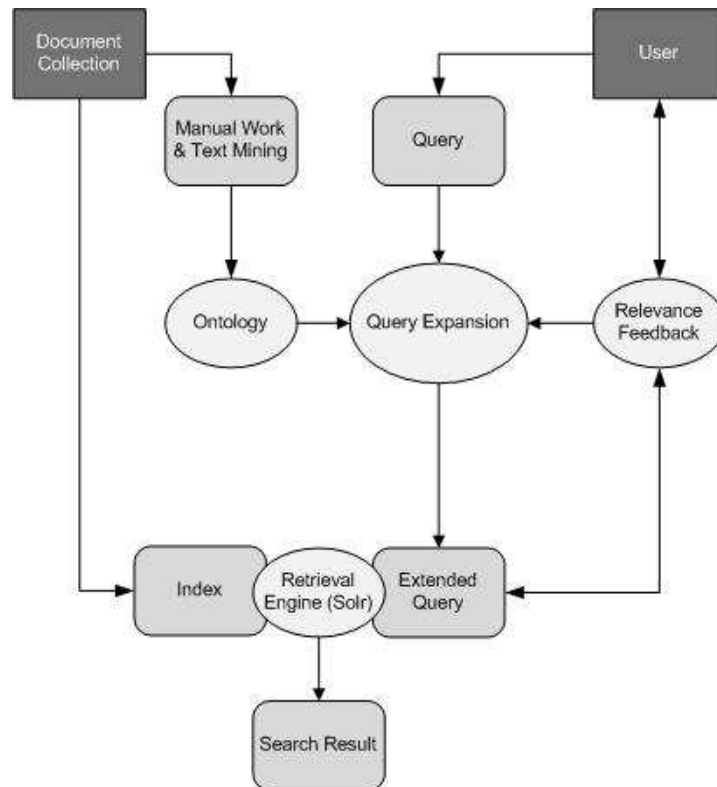 Document
Collection
User
Manual Work
& Text Mining
Query
Ontology
Query Expansion
Relevance
Feedback
Index
Retrieval
Engine (Solr)
Extended
Query
Search Result